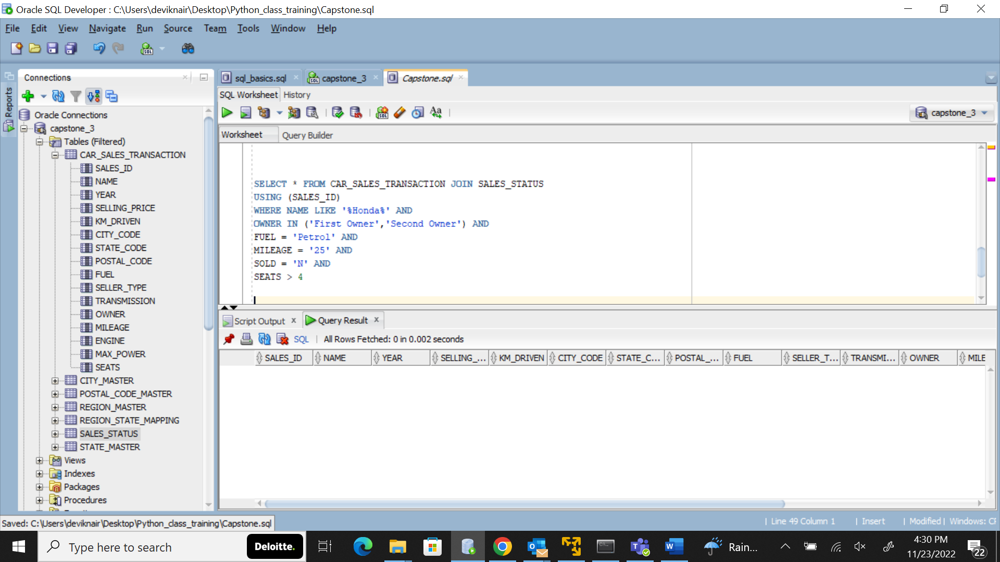 Oracle SQL Developer : C:\Users\deviknair\Desktop\Python_class_training\Capstone.sql
File Edit View Navigate Run Source Team Tools Window Help
Reports
Connections
Oracle Connections
capstone_3
Tables (Filtered)
CAR_SALES_TRANSACTION
SALES_ID
NAME
YEAR
SELLING_PRICE
KM_DRIVEN
CITY_CODE
STATE_CODE
POSTAL_CODE
FUEL
SELLER_TYPE
TRANSMISSION
OWNER
MILEAGE
ENGINE
MAX_POWER
SEATS
CITY_MASTER
POSTAL_CODE_MASTER
REGION_MASTER
REGION_STATE_MAPPING
SALES_STATUS
STATE_MASTER
Views
Indexes
Packages
Procedures
sql_basics.sql capstone_3 Capstone.sql
SQL Worksheet History
capstone_3
Worksheet Query Builder
SELECT * FROM CAR_SALES_TRANSACTION JOIN SALES_STATUS
USING (SALES_ID)
WHERE NAME LIKE '%Honda%' AND
OWNER IN ('First Owner','Second Owner') AND
FUEL = 'Petrol' AND
MILEAGE = '25' AND
SOLD = 'N' AND
SEATS > 4
Script Output x Query Result x
SQL | All Rows Fetched: 0 in 0.002 seconds
SALES_ID NAME YEAR SELLING_... KM_DRIVEN CITY_CODE STATE_C... POSTAL_... FUEL SELLER_T... TRANSMI... OWNER MILE
Saved: C:\Users\deviknair\Desktop\Python_class_training\Capstone.sql
| Line 49 Column 1 | Insert | Modified | Windows: CF
Type here to search
Deloitte.
Rain...
4:30 PM
11/23/2022
22